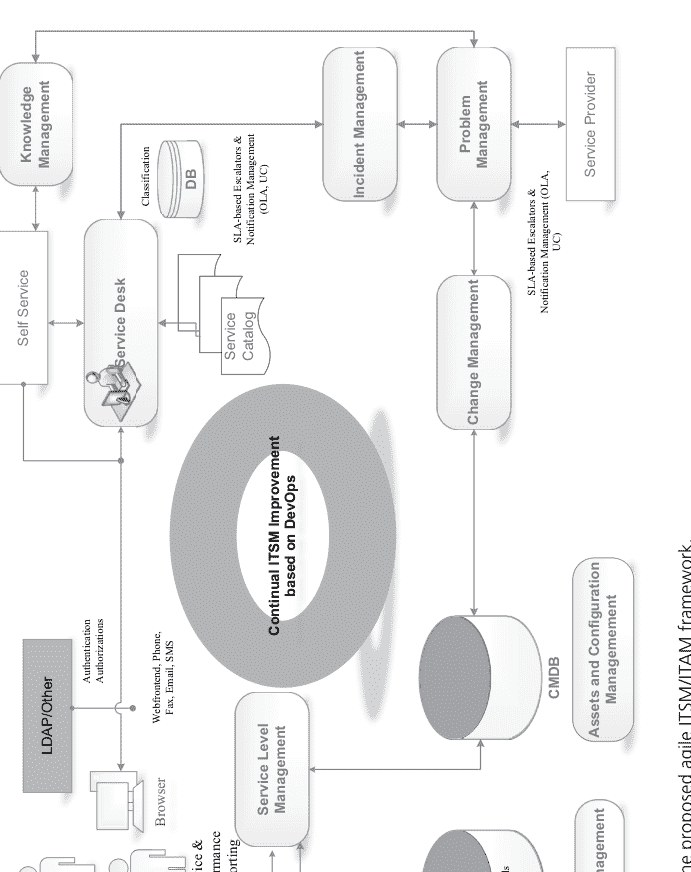 LDAP/Other
Self Service
Knowledge
Management
Authentication
Authorizations
Service Desk
Browser
Webfrontend, Phone,
Fax, Email, SMS
Classification
DB
ice &
rmance
orting
Service Level
Management
Continual ITSM Improvement
based on DevOps
Service
Catalog
SLA-based Escalators &
Notification Management
(OLA, UC)
Incident Management
Change Management
Problem
Management
ls
CMDB
SLA-based Escalators &
Notification Management (OLA,
UC)
nagement
Assets and Configuration
Managemement
Service Provider
he proposed agile ITSM/ITAM framework.